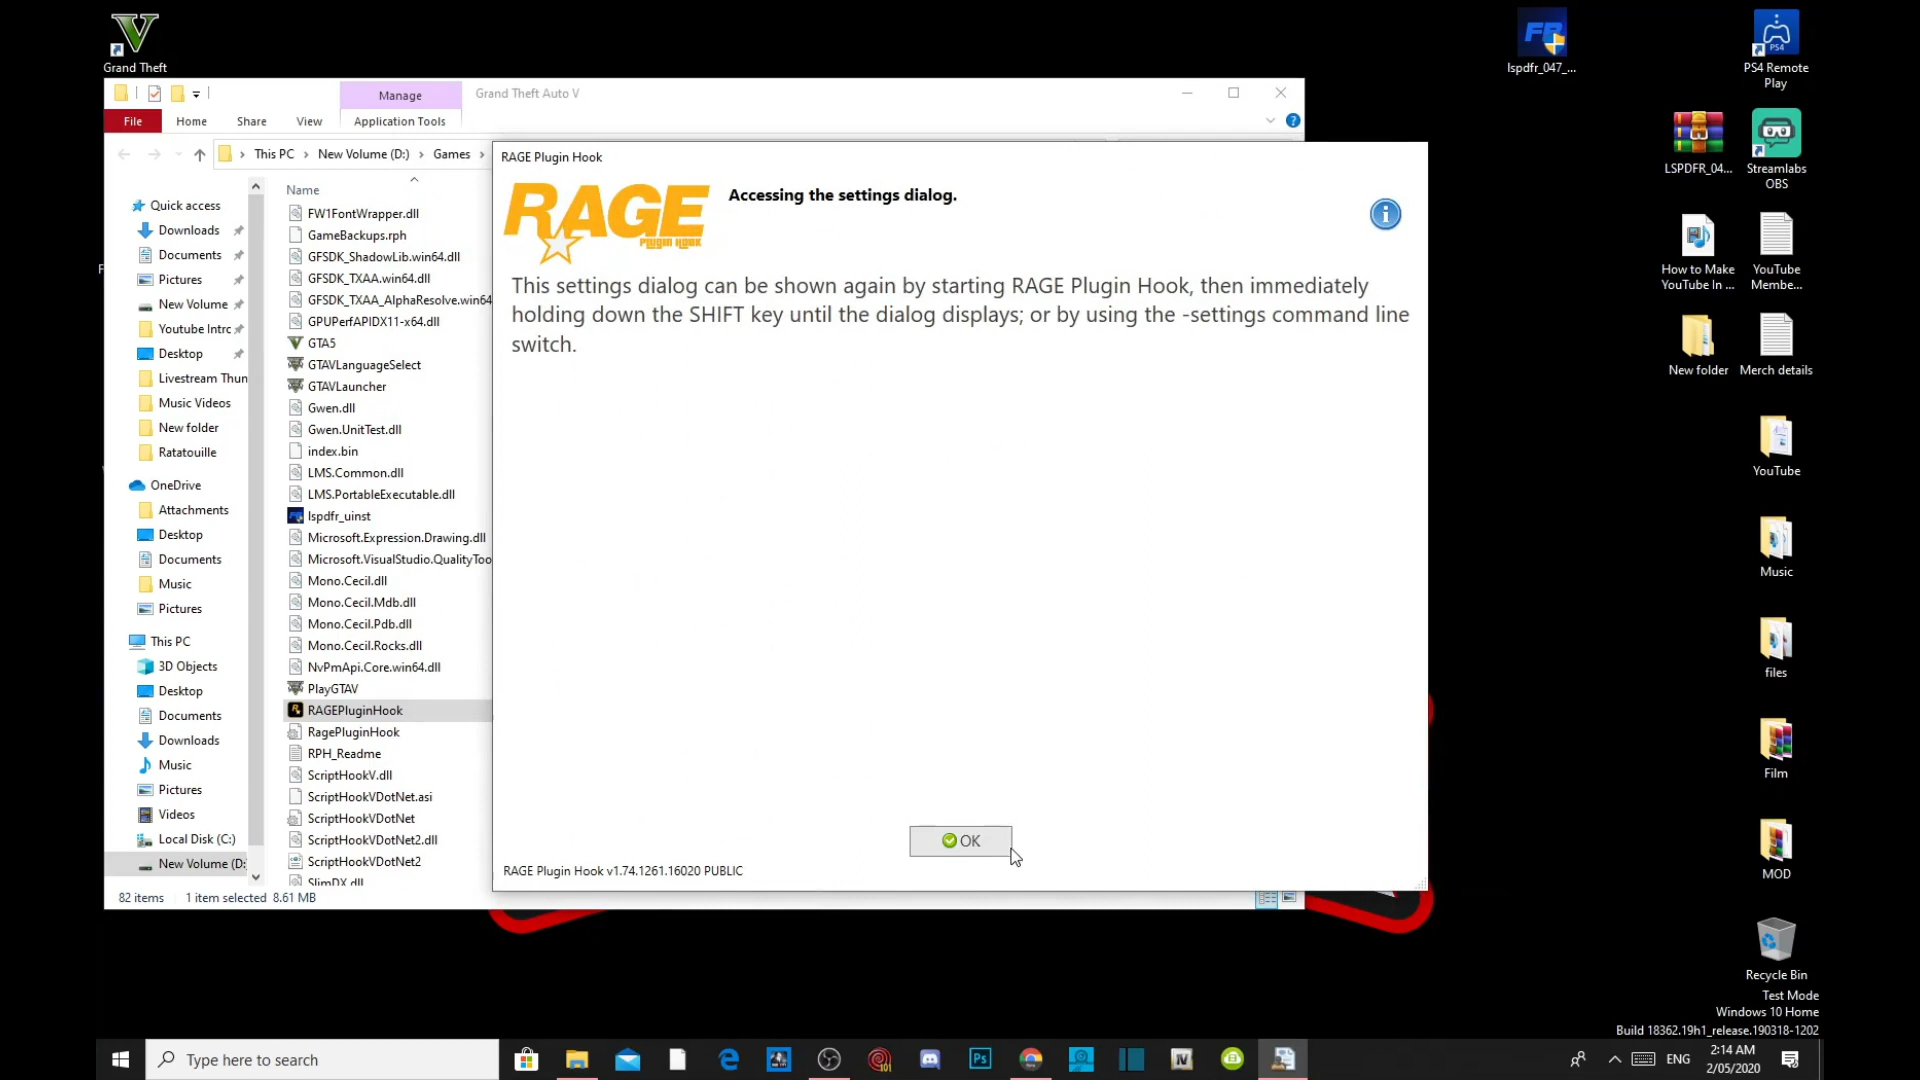 Grand Theft
lspdfr_047_...
PS4 Remote
Play
LSPDFR_04...
Streamlabs
OBS
How to Make
YouTube In ...
YouTube
Membe...
New folder
Merch details
YouTube
Music
files
Film
MOD
Recycle Bin
Test Mode
Windows 10 Home
Build 18362.19h1_release.190318-1202
Manage
Grand Theft Auto V
File
Home
Share
View
Application Tools
This PC
New Volume (D:)
Games
Quick access
Downloads
Documents
Pictures
New Volume
Youtube Intrc
Desktop
Livestream Thun
Music Videos
New folder
Ratatouille
OneDrive
Attachments
Desktop
Documents
Music
Pictures
This PC
3D Objects
Desktop
Documents
Downloads
Music
Pictures
Videos
Local Disk (C:)
New Volume (D:
Name
FW1FontWrapper.dll
GameBackups.rph
GFSDK_ShadowLib.win64.dll
GFSDK_TXAA.win64.dll
GFSDK_TXAA_AlphaResolve.win64
GPUPerfAPIDX11-x64.dll
GTA5
GTAVLanguageSelect
GTAVLauncher
Gwen.dll
Gwen.UnitTest.dll
index.bin
LMS.Common.dll
LMS.PortableExecutable.dll
lspdfr_uinst
Microsoft.Expression.Drawing.dll
Microsoft.VisualStudio.QualityToo
Mono.Cecil.dll
Mono.Cecil.Mdb.dll
Mono.Cecil.Pdb.dll
Mono.Cecil.Rocks.dll
NvPmApi.Core.win64.dll
PlayGTAV
RAGEPluginHook
RagePluginHook
RPH_Readme
ScriptHookV.dll
ScriptHookVDotNet.asi
ScriptHookVDotNet
ScriptHookVDotNet2.dll
ScriptHookVDotNet2
SlimDX.dll
82 items
1 item selected 8.61 MB
RAGE Plugin Hook
RAGE
PLUGIN HOOK
Accessing the settings dialog.
This settings dialog can be shown again by starting RAGE Plugin Hook, then immediately
holding down the SHIFT key until the dialog displays; or by using the -settings command line
switch.
OK
RAGE Plugin Hook v1.74.1261.16020 PUBLIC
Type here to search
ENG
2:14 AM
2/05/2020